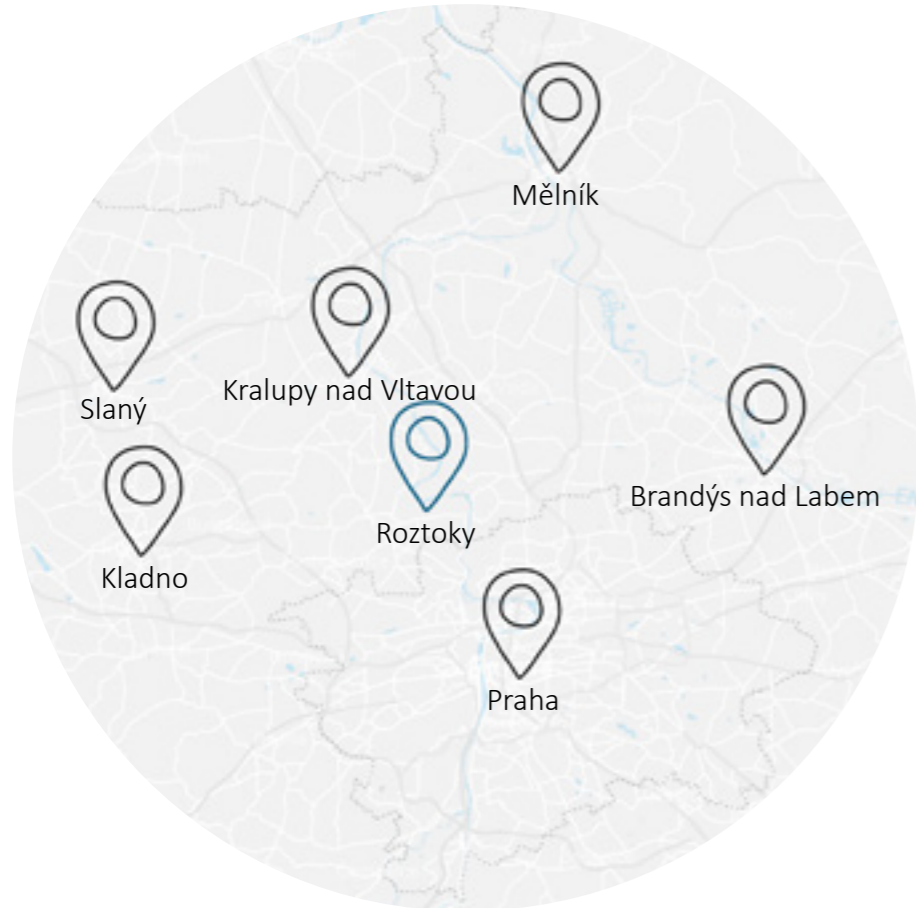 Mělník
Kralupy nad Vltavou
Slaný
Brandýs nad Labem
Roztoky
Kladno
Praha